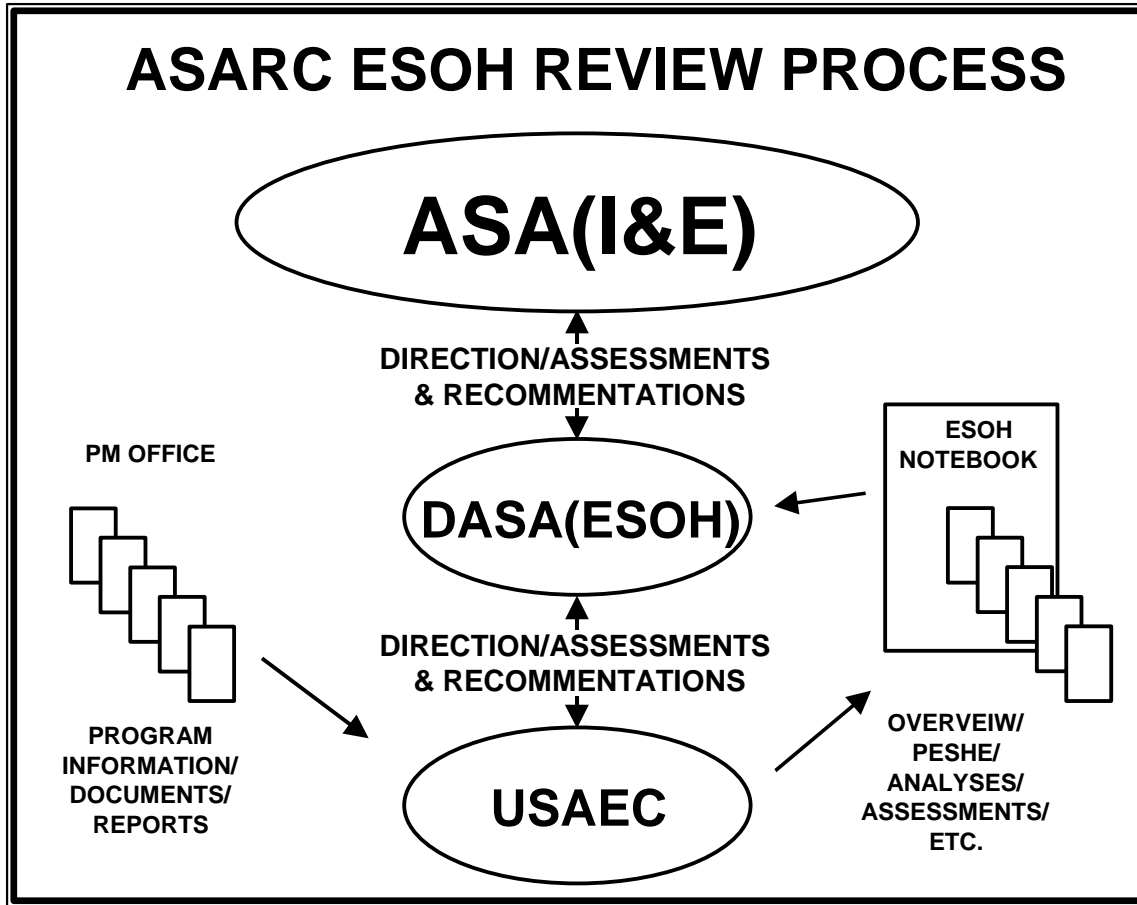 ASARC ESOH REVIEW PROCESS
ASA(I&E)
DIRECTION/ASSESSMENTS
& RECOMMENTATIONS
PM OFFICE
DASA(ESOH)
ESOH
NOTEBOOK
DIRECTION/ASSESSMENTS
& RECOMMENTATIONS
PROGRAM
INFORMATION/
DOCUMENTS/
REPORTS
USAEC
OVERVEIW/
PESHE/
ANALYSES/
ASSESSMENTS/
ETC.